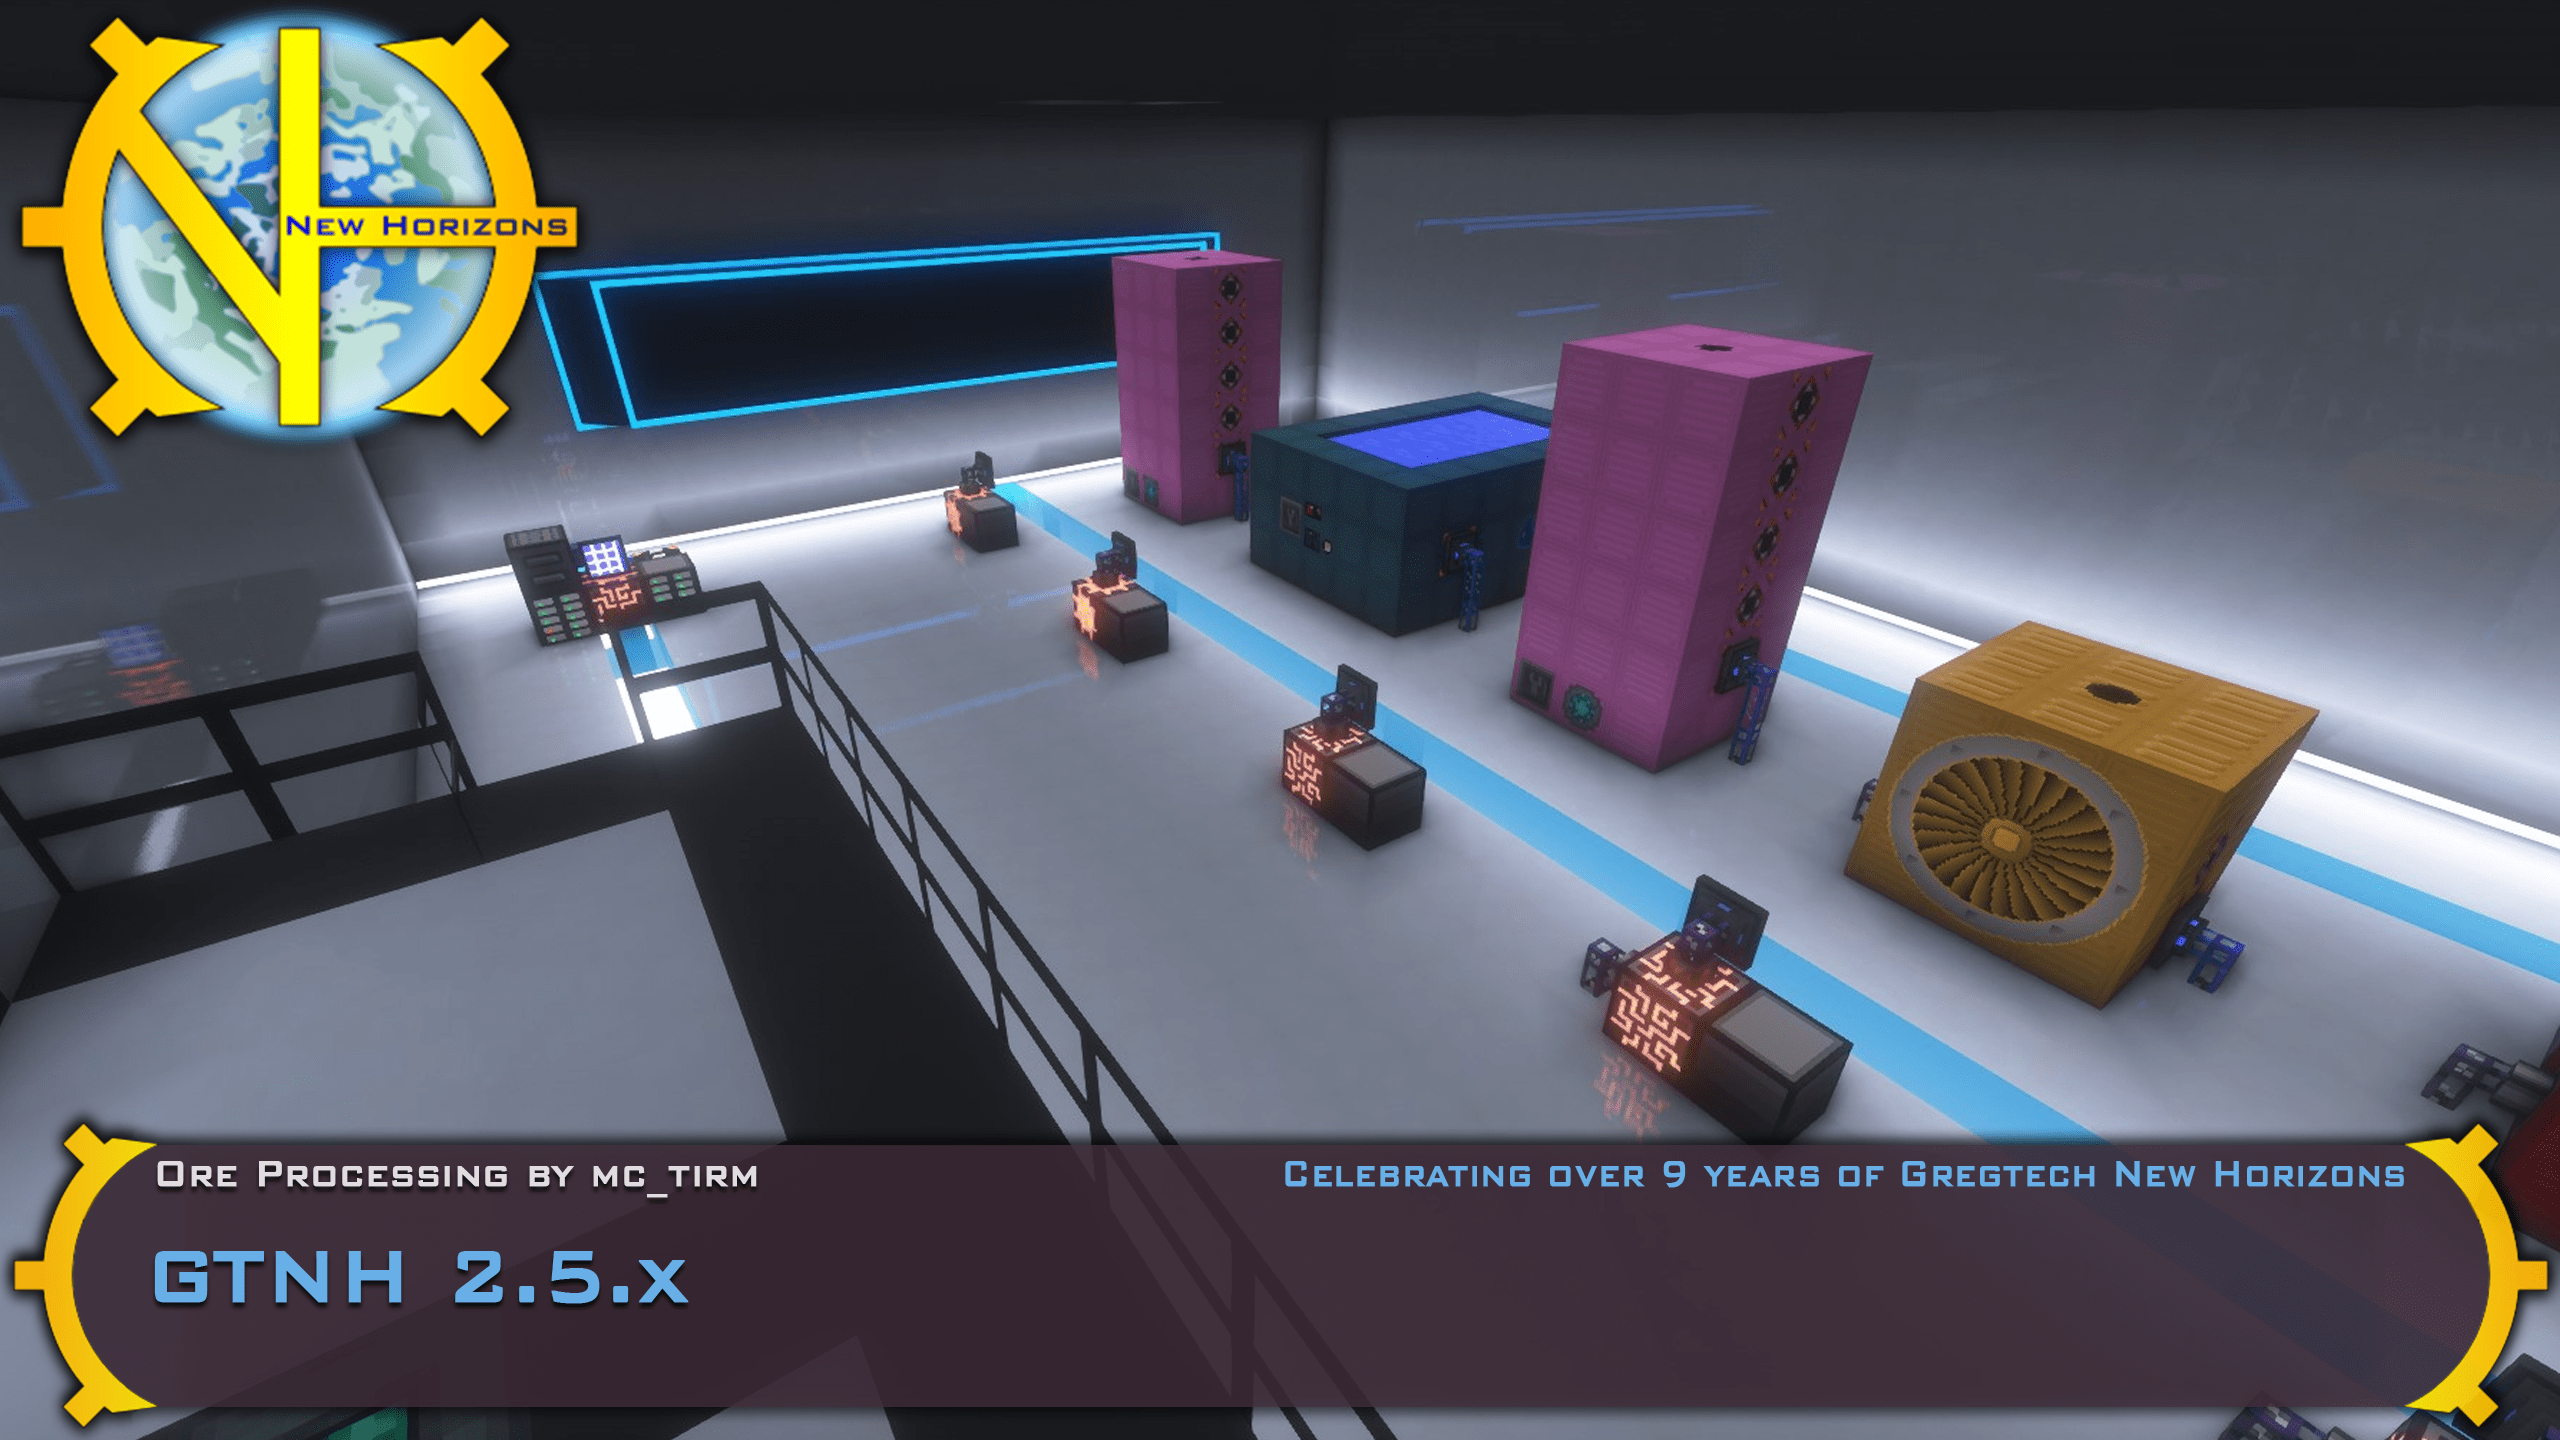 New Horizons
Ore Processing by mc_tirm
Celebrating over 9 years of Gregtech New Horizons
GTNH 2.5.x